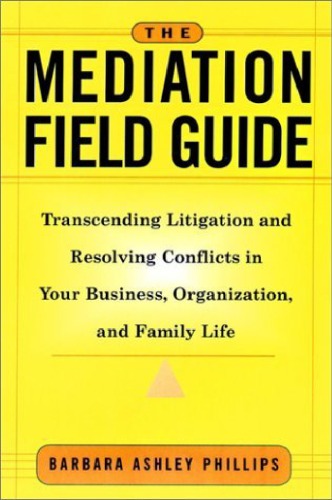 THE
MEDIATION
FIELD GUIDE
Transcending Litigation and
Resolving Conflicts in
Your Business, Organization,
and Family Life
BARBARA ASHLEY PHILLIPS